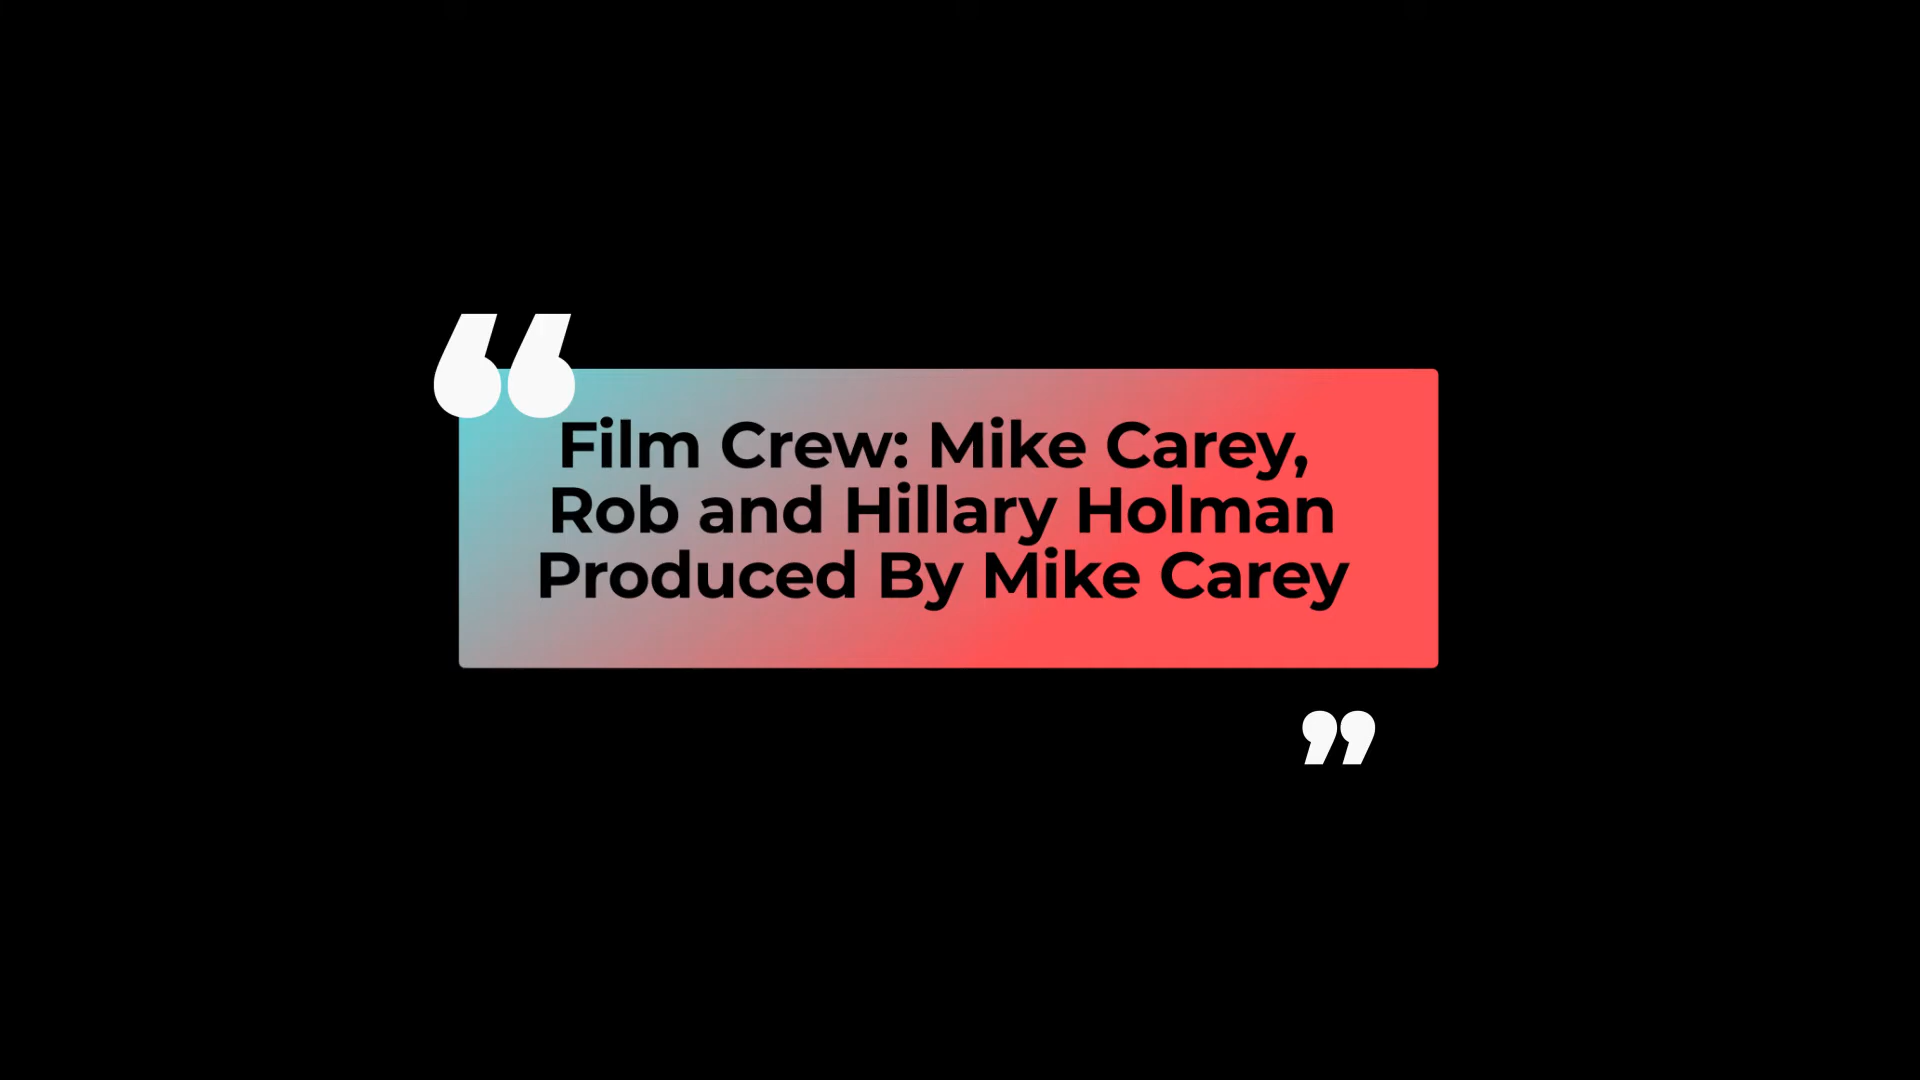 “
Film Crew: Mike Carey,
Rob and Hillary Holman
Produced By Mike Carey
”